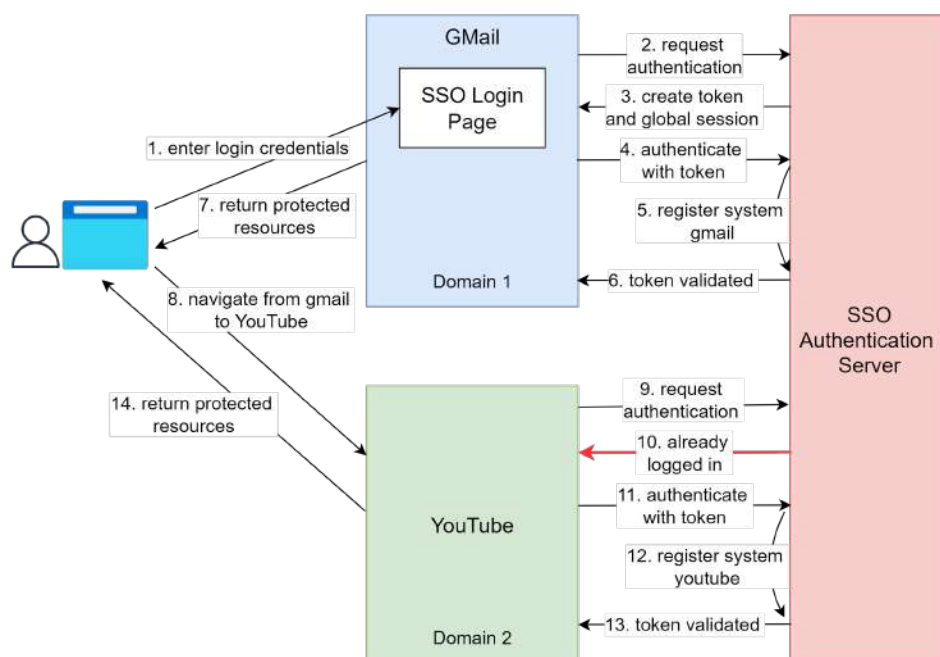 GMail
SSO Login
Page
1. enter login credentials
2. request
authentication
3. create token
and global session
4. authenticate
with token
5. register system
gmail
6. token validated
7. return protected
resources
Domain 1
8. navigate from gmail
to YouTube
SSO
Authentication
Server
9. request
authentication
10. already
logged in
11. authenticate
with token
12. register system
youtube
13. token validated
14. return protected
resources
YouTube
Domain 2